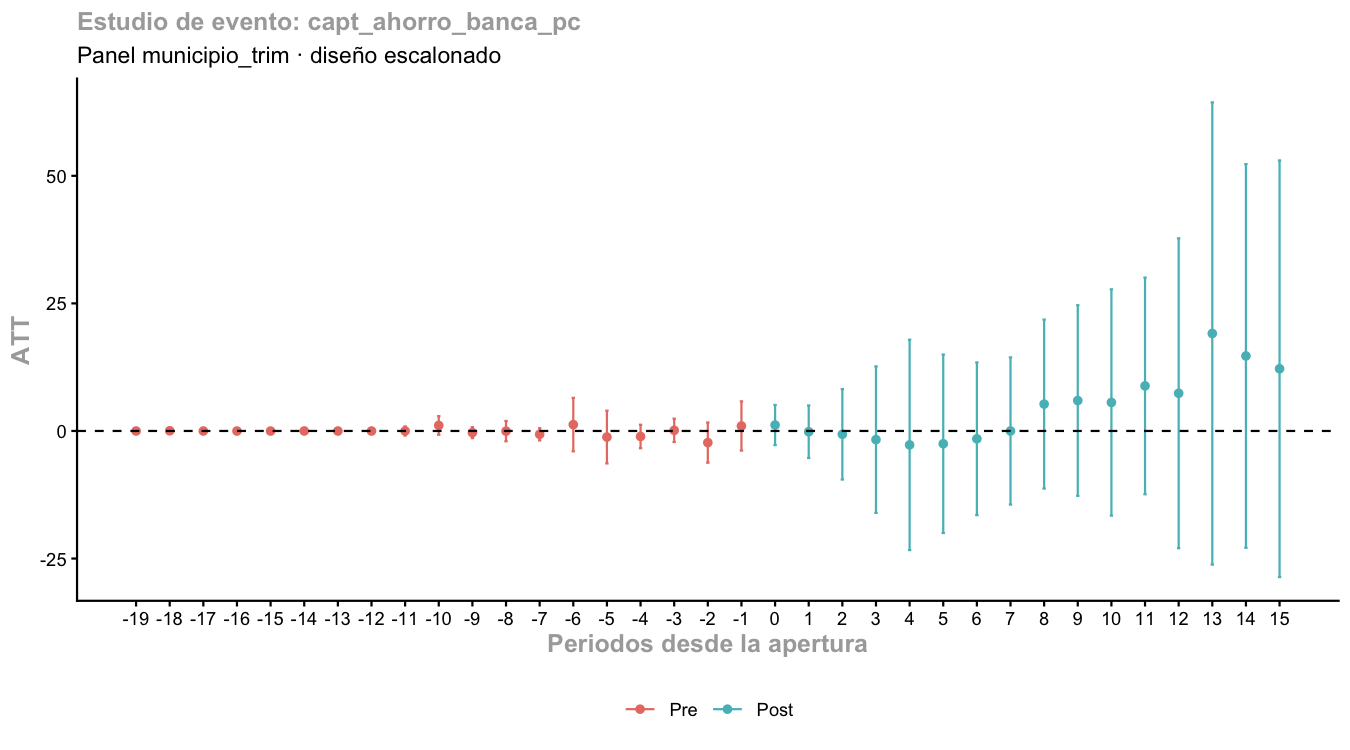 Estudio de evento: capt_ahorro_banca_pc
Panel municipio_trim · diseño escalonado
ATT
50
25
0
-25
-19 -18 -17 -16 -15 -14 -13 -12 -11 -10 -9 -8 -7 -6 -5 -4 -3 -2 -1 0 1 2 3 4 5 6 7 8 9 10 11 12 13 14 15
Periodos desde la apertura
Pre Post